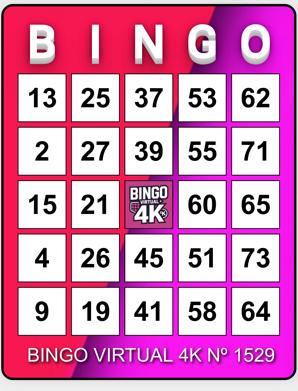 BINGO
13 25 37 53 62
2 27 39 55 71
15 21 BINGO VIRTUAL 4K 60 65
4 26 45 51 73
9 19 41 58 64
BINGO VIRTUAL 4K Nº 1529